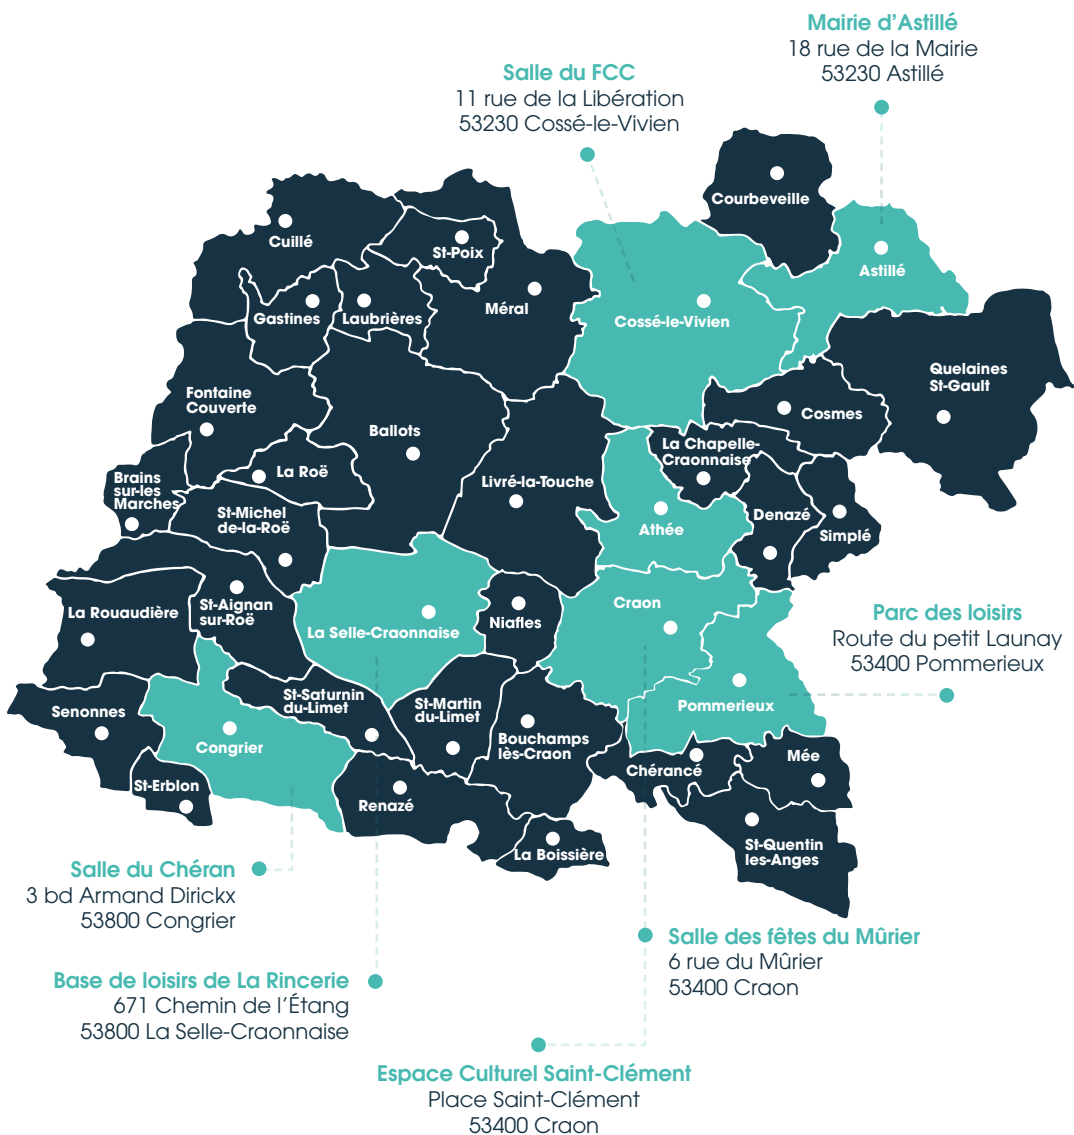 Mairie d'Astillé
18 rue de la Mairie
53230 Astillé
Salle du FCC
11 rue de la Libération
53230 Cossé-le-Vivien
Courbeveille
Cuillé
St-Poix
Astillé
Gastines
Laubrières
Méral
Cossé-le-Vivien
Quelaines
St-Gault
Fontaine
Couverte
Ballots
Cosmes
La Chapelle-
Craonnaise
La Roë
Brains
sur-les
Marches
Livré-la-Touche
St-Michel
de-la-Roë
Denazé
Athée
Simplé
La Rouaudière
St-Aignan
sur-Roë
La Selle-Craonnaise
Niafles
Craon
Parc des loisirs
Route du petit Launay
53400 Pommerieux
Senonnes
St-Saturnin
du-Limet
St-Martin
du-Limet
Pommerieux
Congrier
Bouchamps
lès-Craon
Mée
Chérancé
St-Erblon
Renazé
St-Quentin
les-Anges
La Boissière
Salle du Chéran
3 bd Armand Dirickx
53800 Congrier
Salle des fêtes du Mûrier
6 rue du Mûrier
53400 Craon
Base de loisirs de La Rincerie
671 Chemin de l'Étang
53800 La Selle-Craonnaise
Espace Culturel Saint-Clément
Place Saint-Clément
53400 Craon